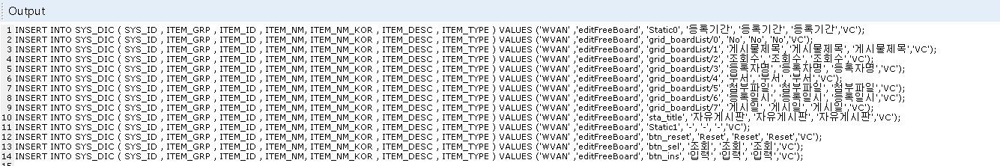 Output
1 INSERT INTO SYS_DIC ( SYS_ID , ITEM_GRP , ITEM_ID , ITEM_NM, ITEM_NM_KOR , ITEM_DESC , ITEM_TYPE ) VALUES ('WVAN' ,'editFreeBoard', 'Static0', '등록기간', '등록기간', '등록기간','VC');
2 INSERT INTO SYS_DIC ( SYS_ID , ITEM_GRP , ITEM_ID , ITEM_NM, ITEM_NM_KOR , ITEM_DESC , ITEM_TYPE ) VALUES ('WVAN' ,'editFreeBoard', 'grid_boardList/0', 'No', 'No', 'No','VC');
3 INSERT INTO SYS_DIC ( SYS_ID , ITEM_GRP , ITEM_ID , ITEM_NM, ITEM_NM_KOR , ITEM_DESC , ITEM_TYPE ) VALUES ('WVAN' ,'editFreeBoard', 'grid_boardList/1', '게시물제목', '게시물제목', '게시물제목','VC');
4 INSERT INTO SYS_DIC ( SYS_ID , ITEM_GRP , ITEM_ID , ITEM_NM, ITEM_NM_KOR , ITEM_DESC , ITEM_TYPE ) VALUES ('WVAN' ,'editFreeBoard', 'grid_boardList/2', '조회수', '조회수', '조회수','VC');
5 INSERT INTO SYS_DIC ( SYS_ID , ITEM_GRP , ITEM_ID , ITEM_NM, ITEM_NM_KOR , ITEM_DESC , ITEM_TYPE ) VALUES ('WVAN' ,'editFreeBoard', 'grid_boardList/3', '등록자명', '등록자명', '등록자명','VC');
6 INSERT INTO SYS_DIC ( SYS_ID , ITEM_GRP , ITEM_ID , ITEM_NM, ITEM_NM_KOR , ITEM_DESC , ITEM_TYPE ) VALUES ('WVAN' ,'editFreeBoard', 'grid_boardList/4', '부서', '부서', '부서','VC');
7 INSERT INTO SYS_DIC ( SYS_ID , ITEM_GRP , ITEM_ID , ITEM_NM, ITEM_NM_KOR , ITEM_DESC , ITEM_TYPE ) VALUES ('WVAN' ,'editFreeBoard', 'grid_boardList/5', '첨부파일', '첨부파일', '첨부파일','VC');
8 INSERT INTO SYS_DIC ( SYS_ID , ITEM_GRP , ITEM_ID , ITEM_NM, ITEM_NM_KOR , ITEM_DESC , ITEM_TYPE ) VALUES ('WVAN' ,'editFreeBoard', 'grid_boardList/6', '등록일시', '등록일시', '등록일시','VC');
9 INSERT INTO SYS_DIC ( SYS_ID , ITEM_GRP , ITEM_ID , ITEM_NM, ITEM_NM_KOR , ITEM_DESC , ITEM_TYPE ) VALUES ('WVAN' ,'editFreeBoard', 'grid_boardList/7', '게시일', '게시일', '게시일','VC');
10 INSERT INTO SYS_DIC ( SYS_ID , ITEM_GRP , ITEM_ID , ITEM_NM, ITEM_NM_KOR , ITEM_DESC , ITEM_TYPE ) VALUES ('WVAN' ,'editFreeBoard', 'sta_title', '자유게시판', '자유게시판', '자유게시판','VC');
11 INSERT INTO SYS_DIC ( SYS_ID , ITEM_GRP , ITEM_ID , ITEM_NM, ITEM_NM_KOR , ITEM_DESC , ITEM_TYPE ) VALUES ('WVAN' ,'editFreeBoard', 'Static1', '-', '-', '-','VC');
12 INSERT INTO SYS_DIC ( SYS_ID , ITEM_GRP , ITEM_ID , ITEM_NM, ITEM_NM_KOR , ITEM_DESC , ITEM_TYPE ) VALUES ('WVAN' ,'editFreeBoard', 'btn_reset', 'Reset', 'Reset', 'Reset','VC');
13 INSERT INTO SYS_DIC ( SYS_ID , ITEM_GRP , ITEM_ID , ITEM_NM, ITEM_NM_KOR , ITEM_DESC , ITEM_TYPE ) VALUES ('WVAN' ,'editFreeBoard', 'btn_sel', '조회', '조회', '조회','VC');
14 INSERT INTO SYS_DIC ( SYS_ID , ITEM_GRP , ITEM_ID , ITEM_NM, ITEM_NM_KOR , ITEM_DESC , ITEM_TYPE ) VALUES ('WVAN' ,'editFreeBoard', 'btn_ins', '입력', '입력', '입력','VC');
15